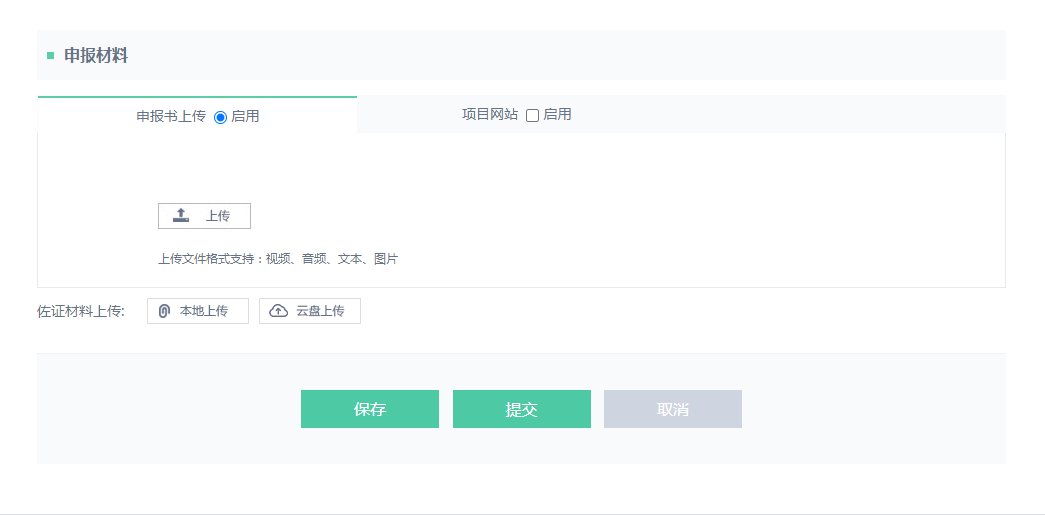 申报材料
申报书上传 启用 项目网站 启用
上传
上传文件格式支持：视频、音频、文本、图片
佐证材料上传: 本地上传 云盘上传
保存 提交 取消